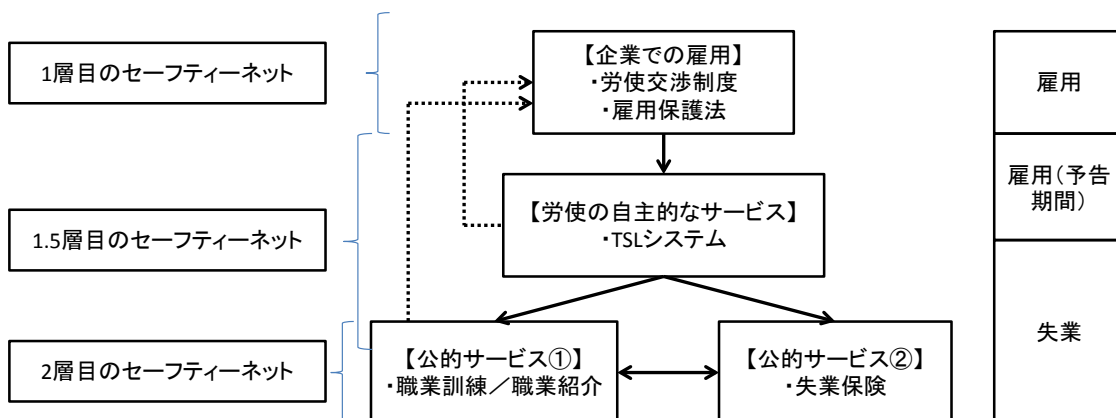 1層目のセーフティーネット
【企業での雇用】
・労使交渉制度
・雇用保護法
雇用
1.5層目のセーフティーネット
【労使の自主的なサービス】
・TSLシステム
雇用(予告
期間)
2層目のセーフティーネット
【公的サービス①】
・職業訓練／職業紹介
【公的サービス②】
・失業保険
失業